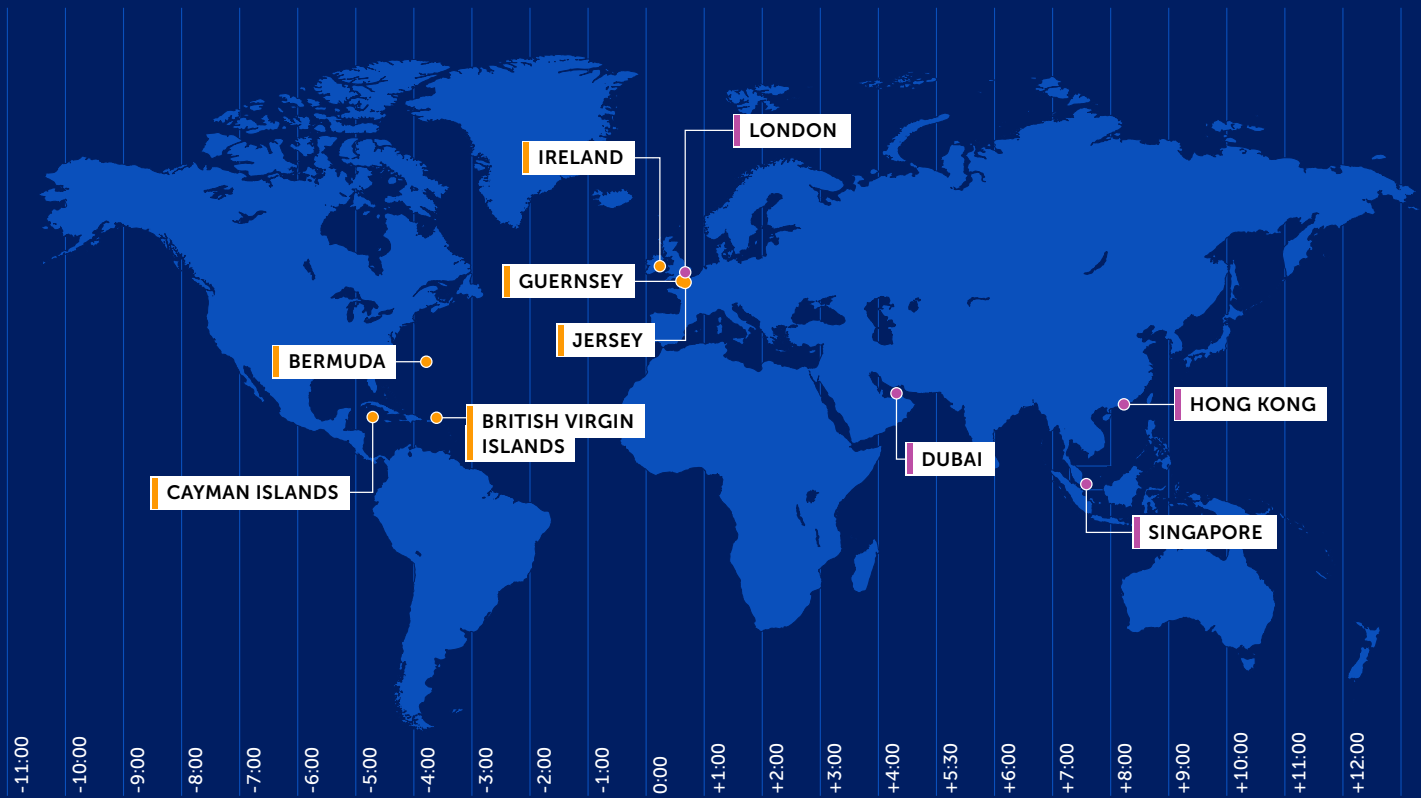 LONDON
IRELAND
GUERNSEY
JERSEY
BERMUDA
HONG KONG
BRITISH VIRGIN
ISLANDS
DUBAI
CAYMAN ISLANDS
SINGAPORE
-11:00
-10:00
-9:00
-8:00
-7:00
-6:00
-5:00
-4:00
-3:00
-2:00
-1:00
0:00
+1:00
+2:00
+3:00
+4:00
+5:30
+6:00
+7:00
+8:00
+9:00
+10:00
+11:00
+12:00